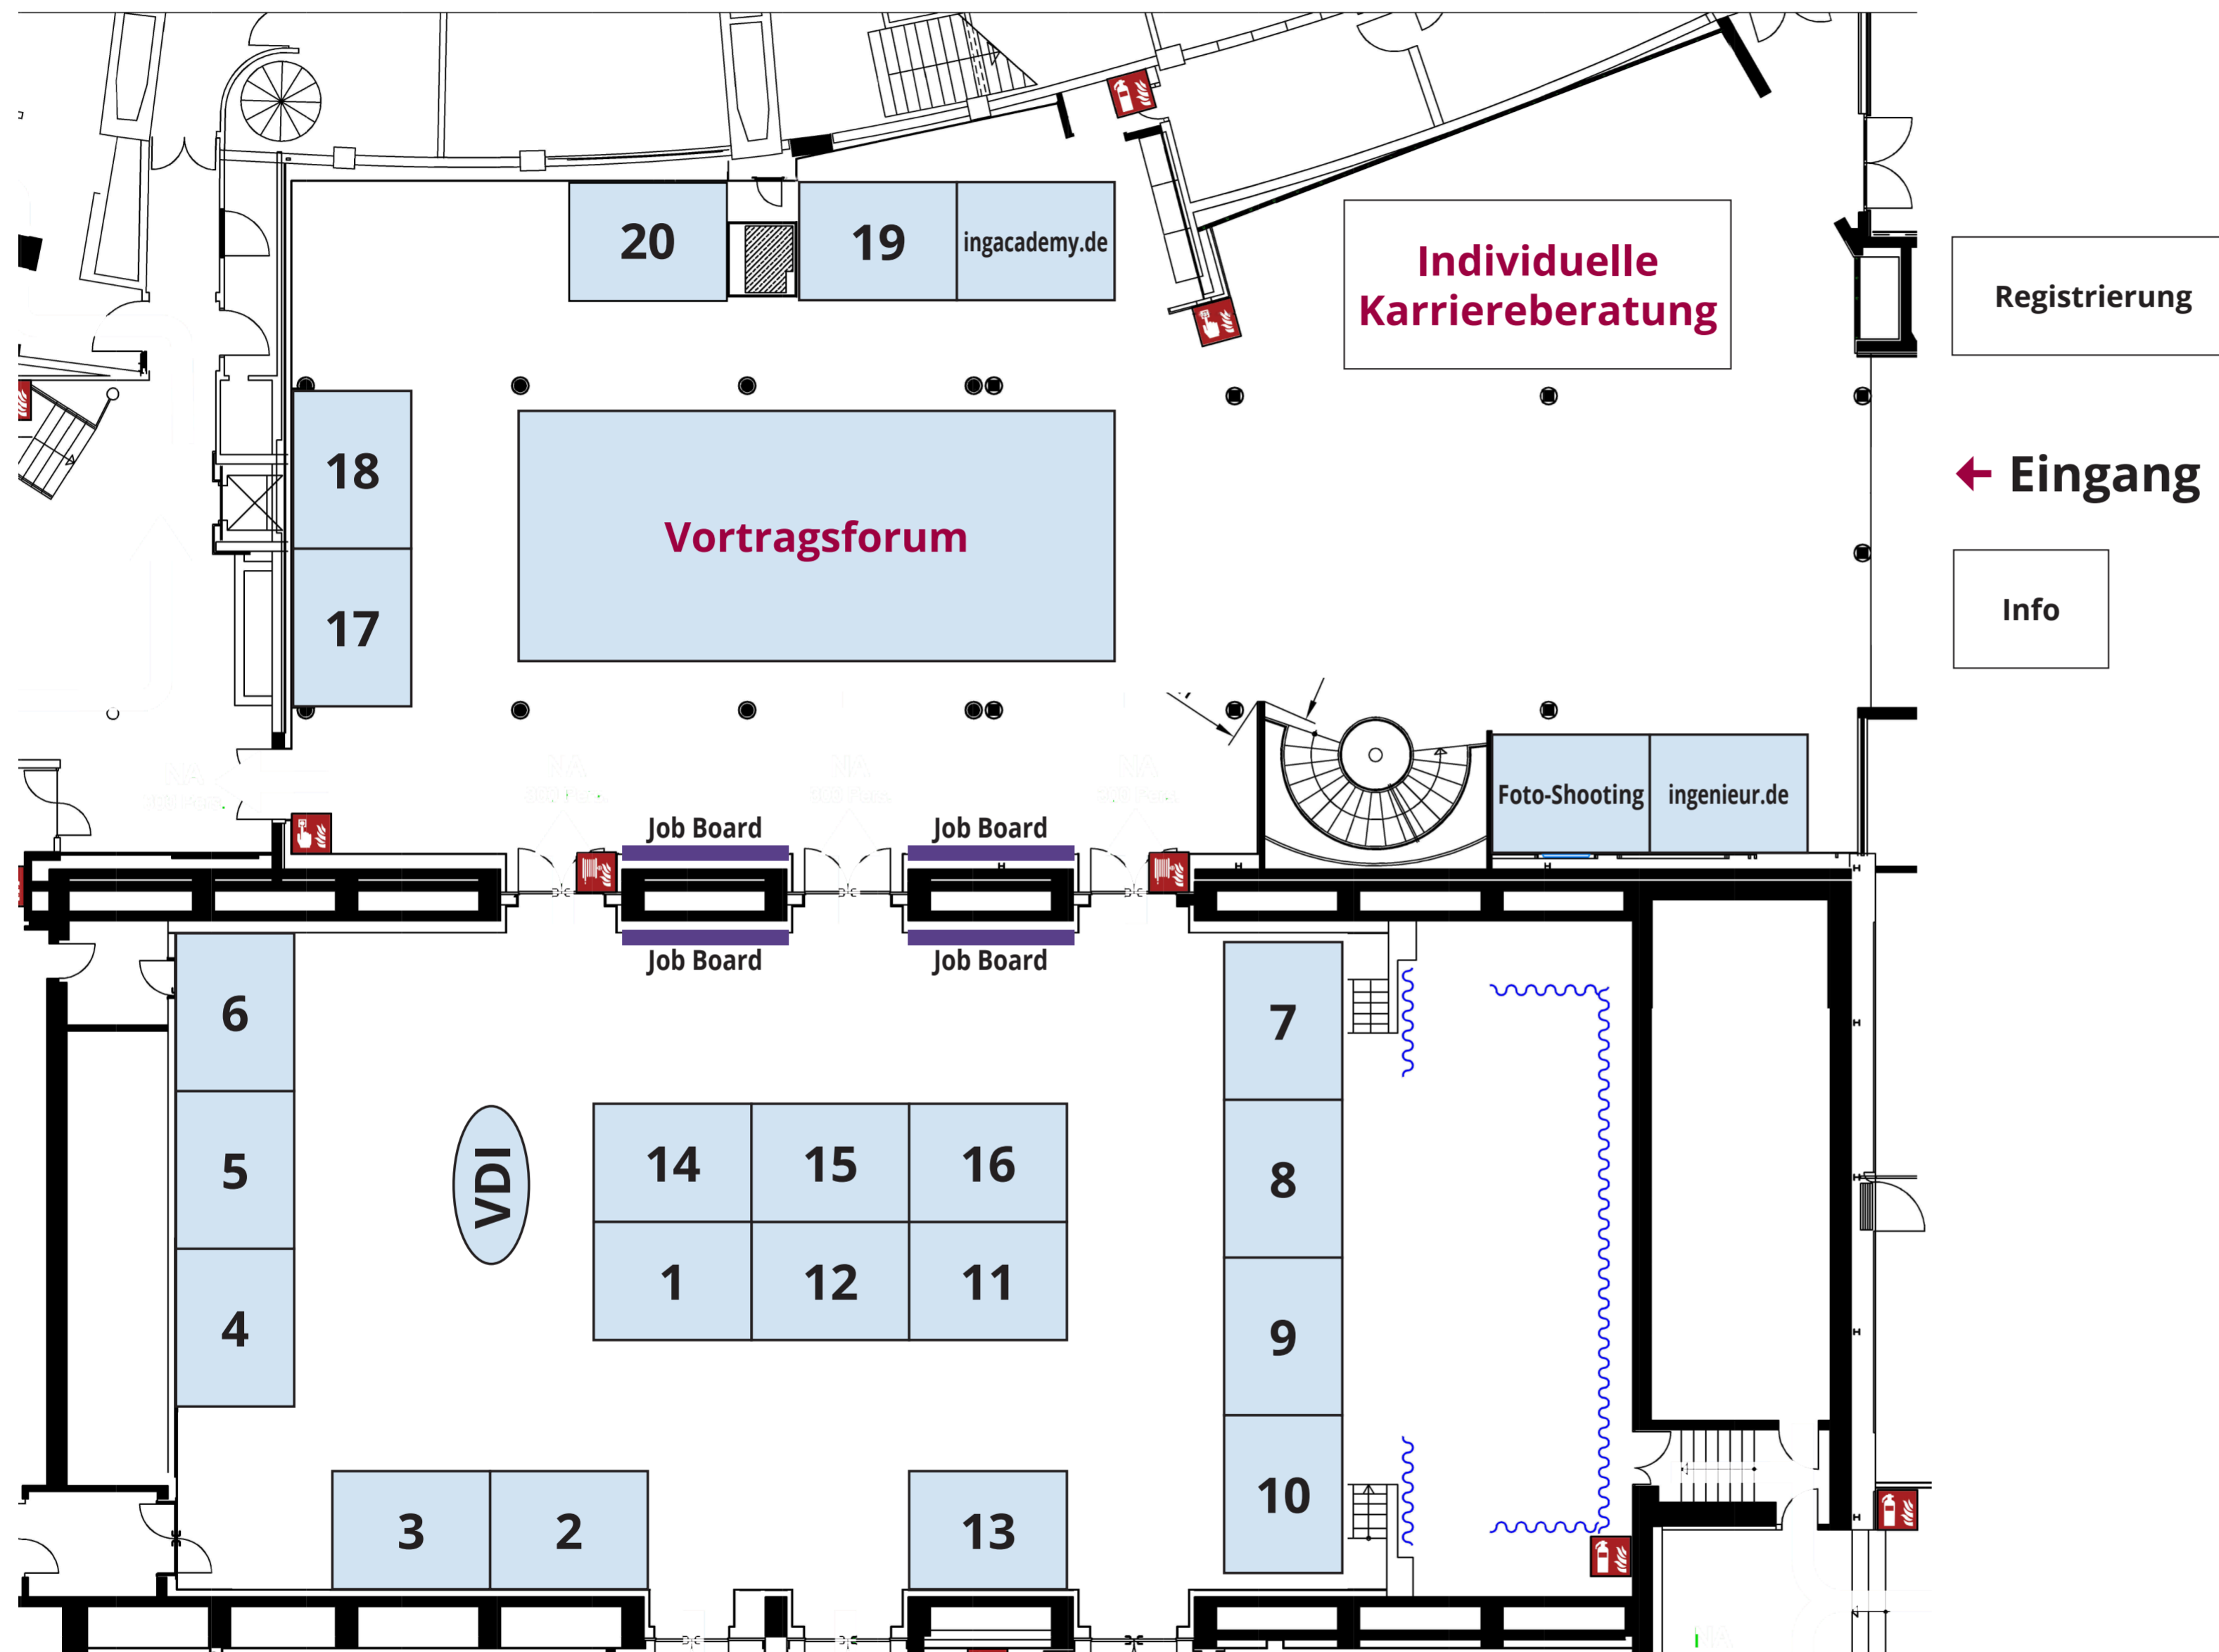 20
19
ingacademy.de
Individuelle
Karriereberatung
Registrierung
18
Eingang
Vortragsforum
17
Info
Foto-Shooting
ingenieur.de
Job Board
Job Board
Job Board
Job Board
6
7
5
VDI
14
15
16
8
4
1
12
11
9
3
2
13
10